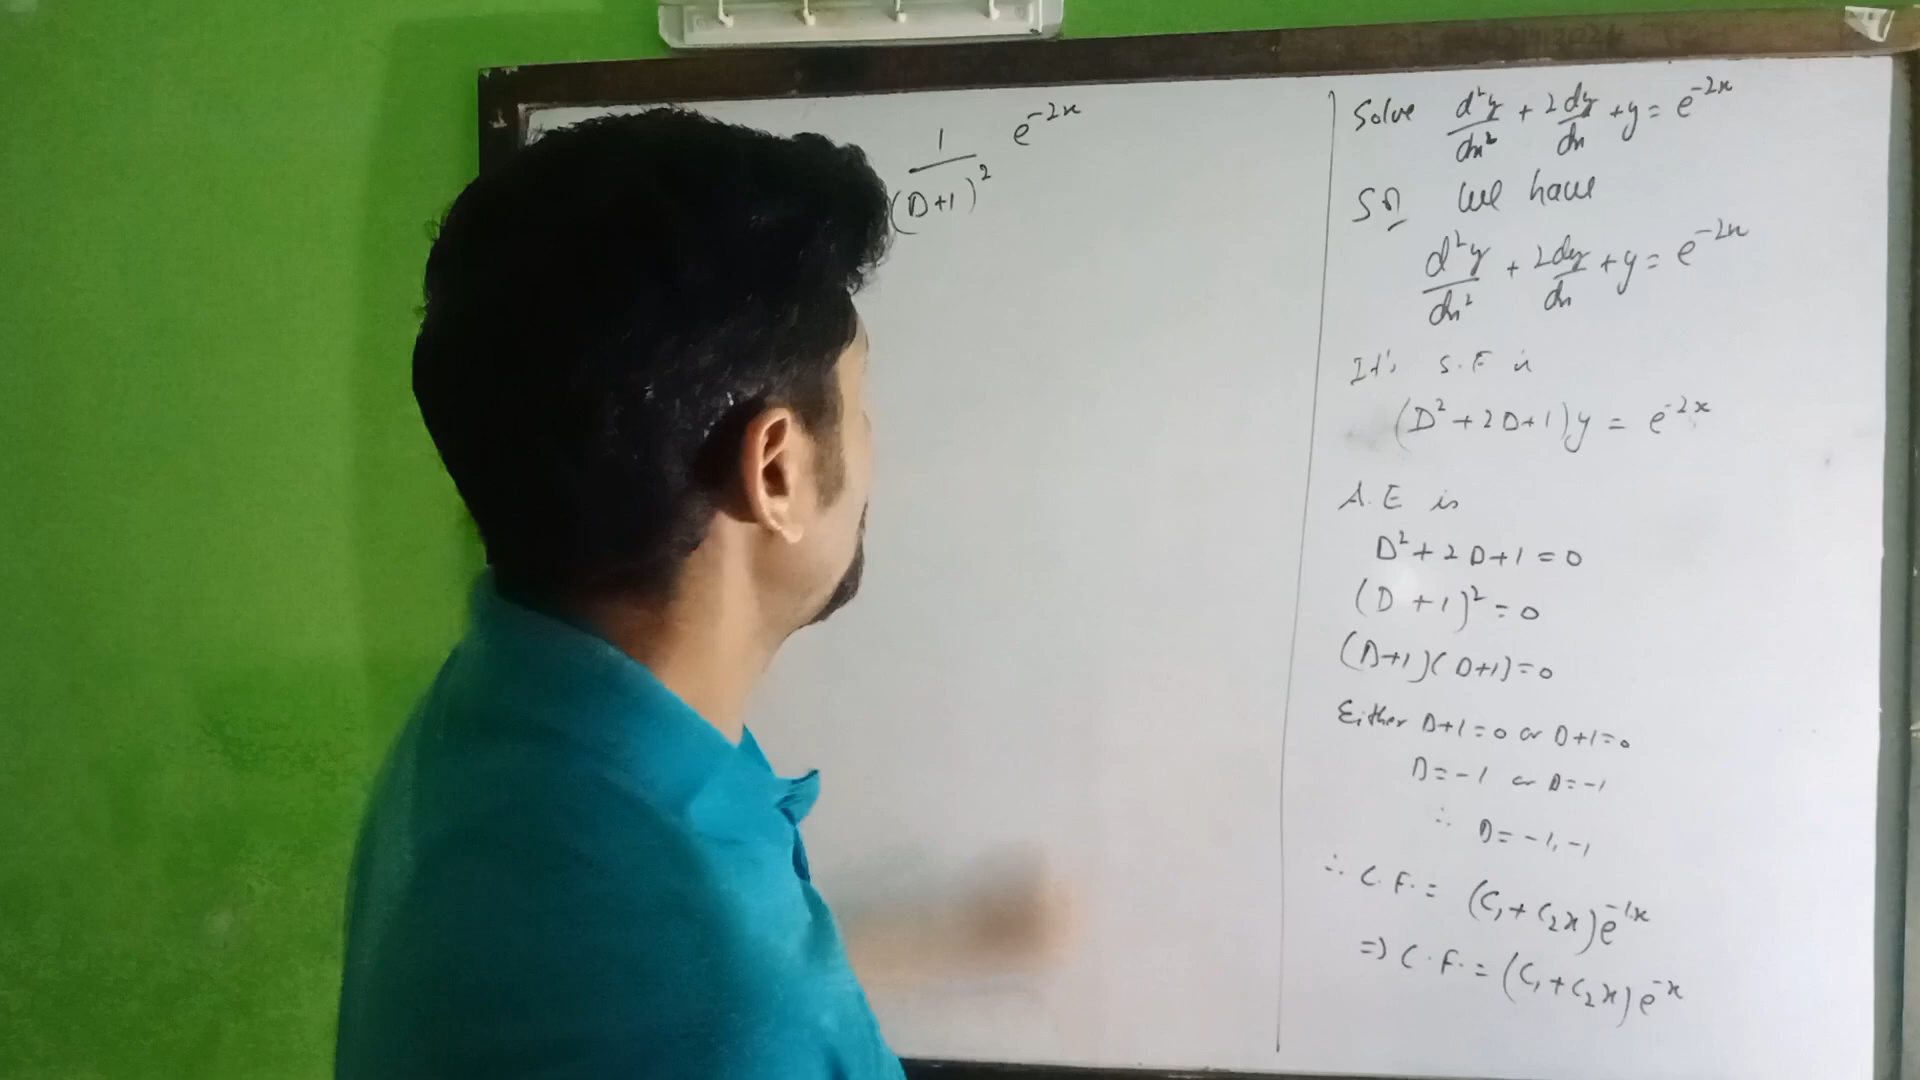 1/(D+1)² e^-2x
Solve d²y/dx² + 2dy/dx + y = e^-2x
Sol we have
d²y/dx² + 2dy/dx + y = e^-2x
It's S.F is
(D²+2D+1)y = e^-2x
A.E is
D²+2D+1=0
(D+1)²=0
(D+1)(D+1)=0
Either D+1=0 or D+1=0
D=-1 or D=-1
∴ D=-1,-1
∴ C.F.= (C₁+C₂x)e^-1x
=) C.F.= (C₁+C₂x)e^-x